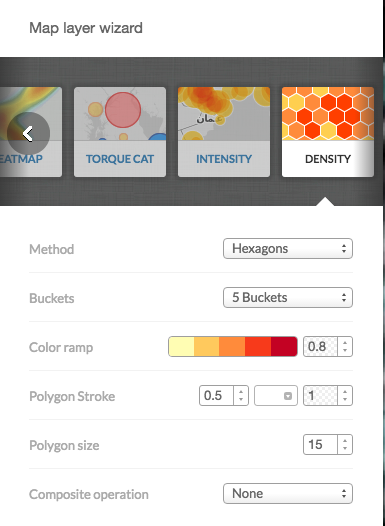 Map layer wizard
EATMAP
TORQUE CAT
INTENSITY
DENSITY
Method
Hexagons
Buckets
5 Buckets
Color ramp
0.8
Polygon Stroke
0.5
1
Polygon size
15
Composite operation
None